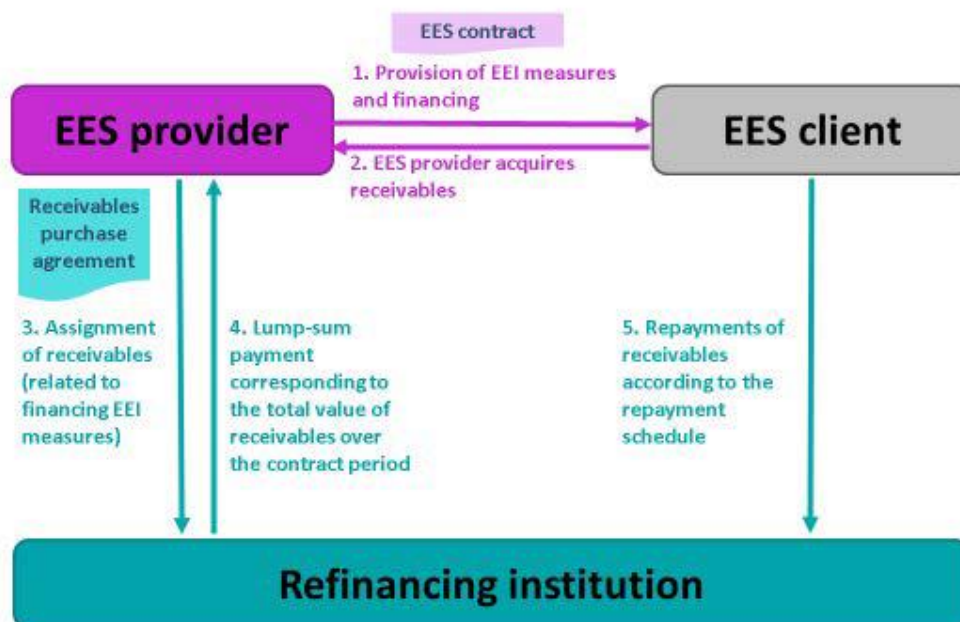 EES contract
1. Provision of EEI measures
and financing
EES provider
EES client
2. EES provider acquires
receivables
Receivables
purchase
agreement
3. Assignment
of receivables
(related to
financing EEI
measures)
4. Lump-sum
payment
corresponding to
the total value of
receivables over
the contract period
5. Repayments of
receivables
according to the
repayment
schedule
Refinancing institution